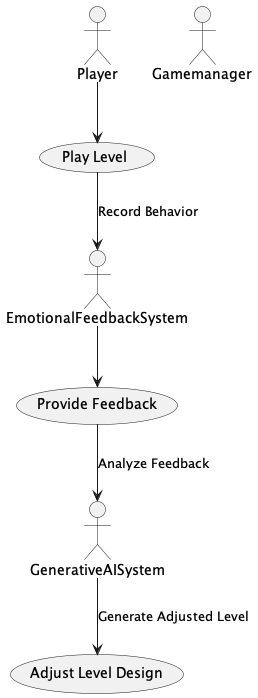 Player
Gamemanager
Play Level
Record Behavior
EmotionalFeedbackSystem
Provide Feedback
Analyze Feedback
GenerativeAISystem
Generate Adjusted Level
Adjust Level Design